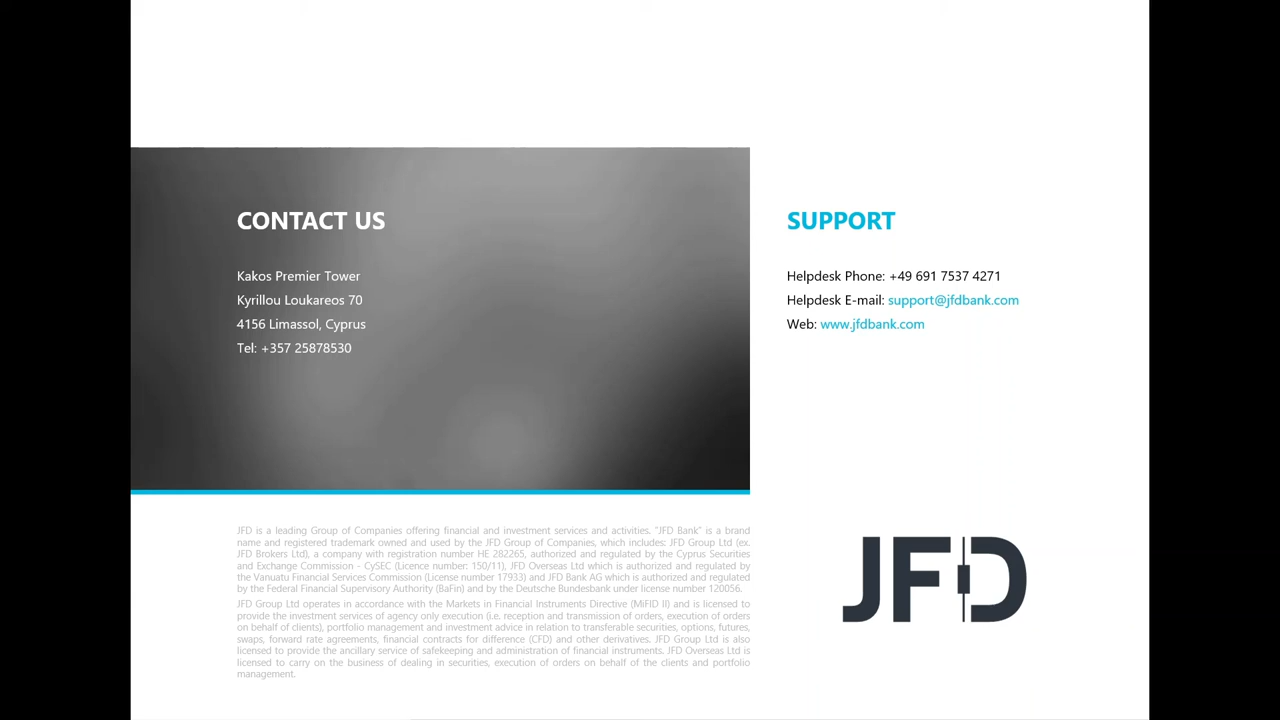 CONTACT US
Kakos Premier Tower
Kyrillou Loukareos 70
4156 Limassol, Cyprus
Tel: +357 25878530
SUPPORT
Helpdesk Phone: +49 691 7537 4271
Helpdesk E-mail: support@jfdbank.com
Web: www.jfdbank.com
JFD is a leading Group of Companies offering financial and investment services and activities. "JFD Bank" is a brand
name and registered trademark owned and used by the JFD Group of Companies, which includes: JFD Group Ltd (ex.
JFD Brokers Ltd), a company with registration number HE 282265, authorized and regulated by the Cyprus Securities
and Exchange Commission - CySEC (Licence number: 150/11), JFD Overseas Ltd which is authorized and regulated by
the Vanuatu Financial Services Commission (License number 17933) and JFD Bank AG which is authorized and regulated
by the Federal Financial Supervisory Authority (BaFin) and by the Deutsche Bundesbank under license number 120056.
JFD Group Ltd operates in accordance with the Markets in Financial Instruments Directive (MiFID II) and is licensed to
provide the investment services of agency only execution (i.e. reception and transmission of orders, execution of orders
on behalf of clients), portfolio management and investment advice in relation to transferable securities, options, futures,
swaps, forward rate agreements, financial contracts for difference (CFD) and other derivatives. JFD Group Ltd is also
licensed to provide the ancillary service of safekeeping and administration of financial instruments. JFD Overseas Ltd is
licensed to carry on the business of dealing in securities, execution of orders on behalf of the clients and portfolio
management.
JFD